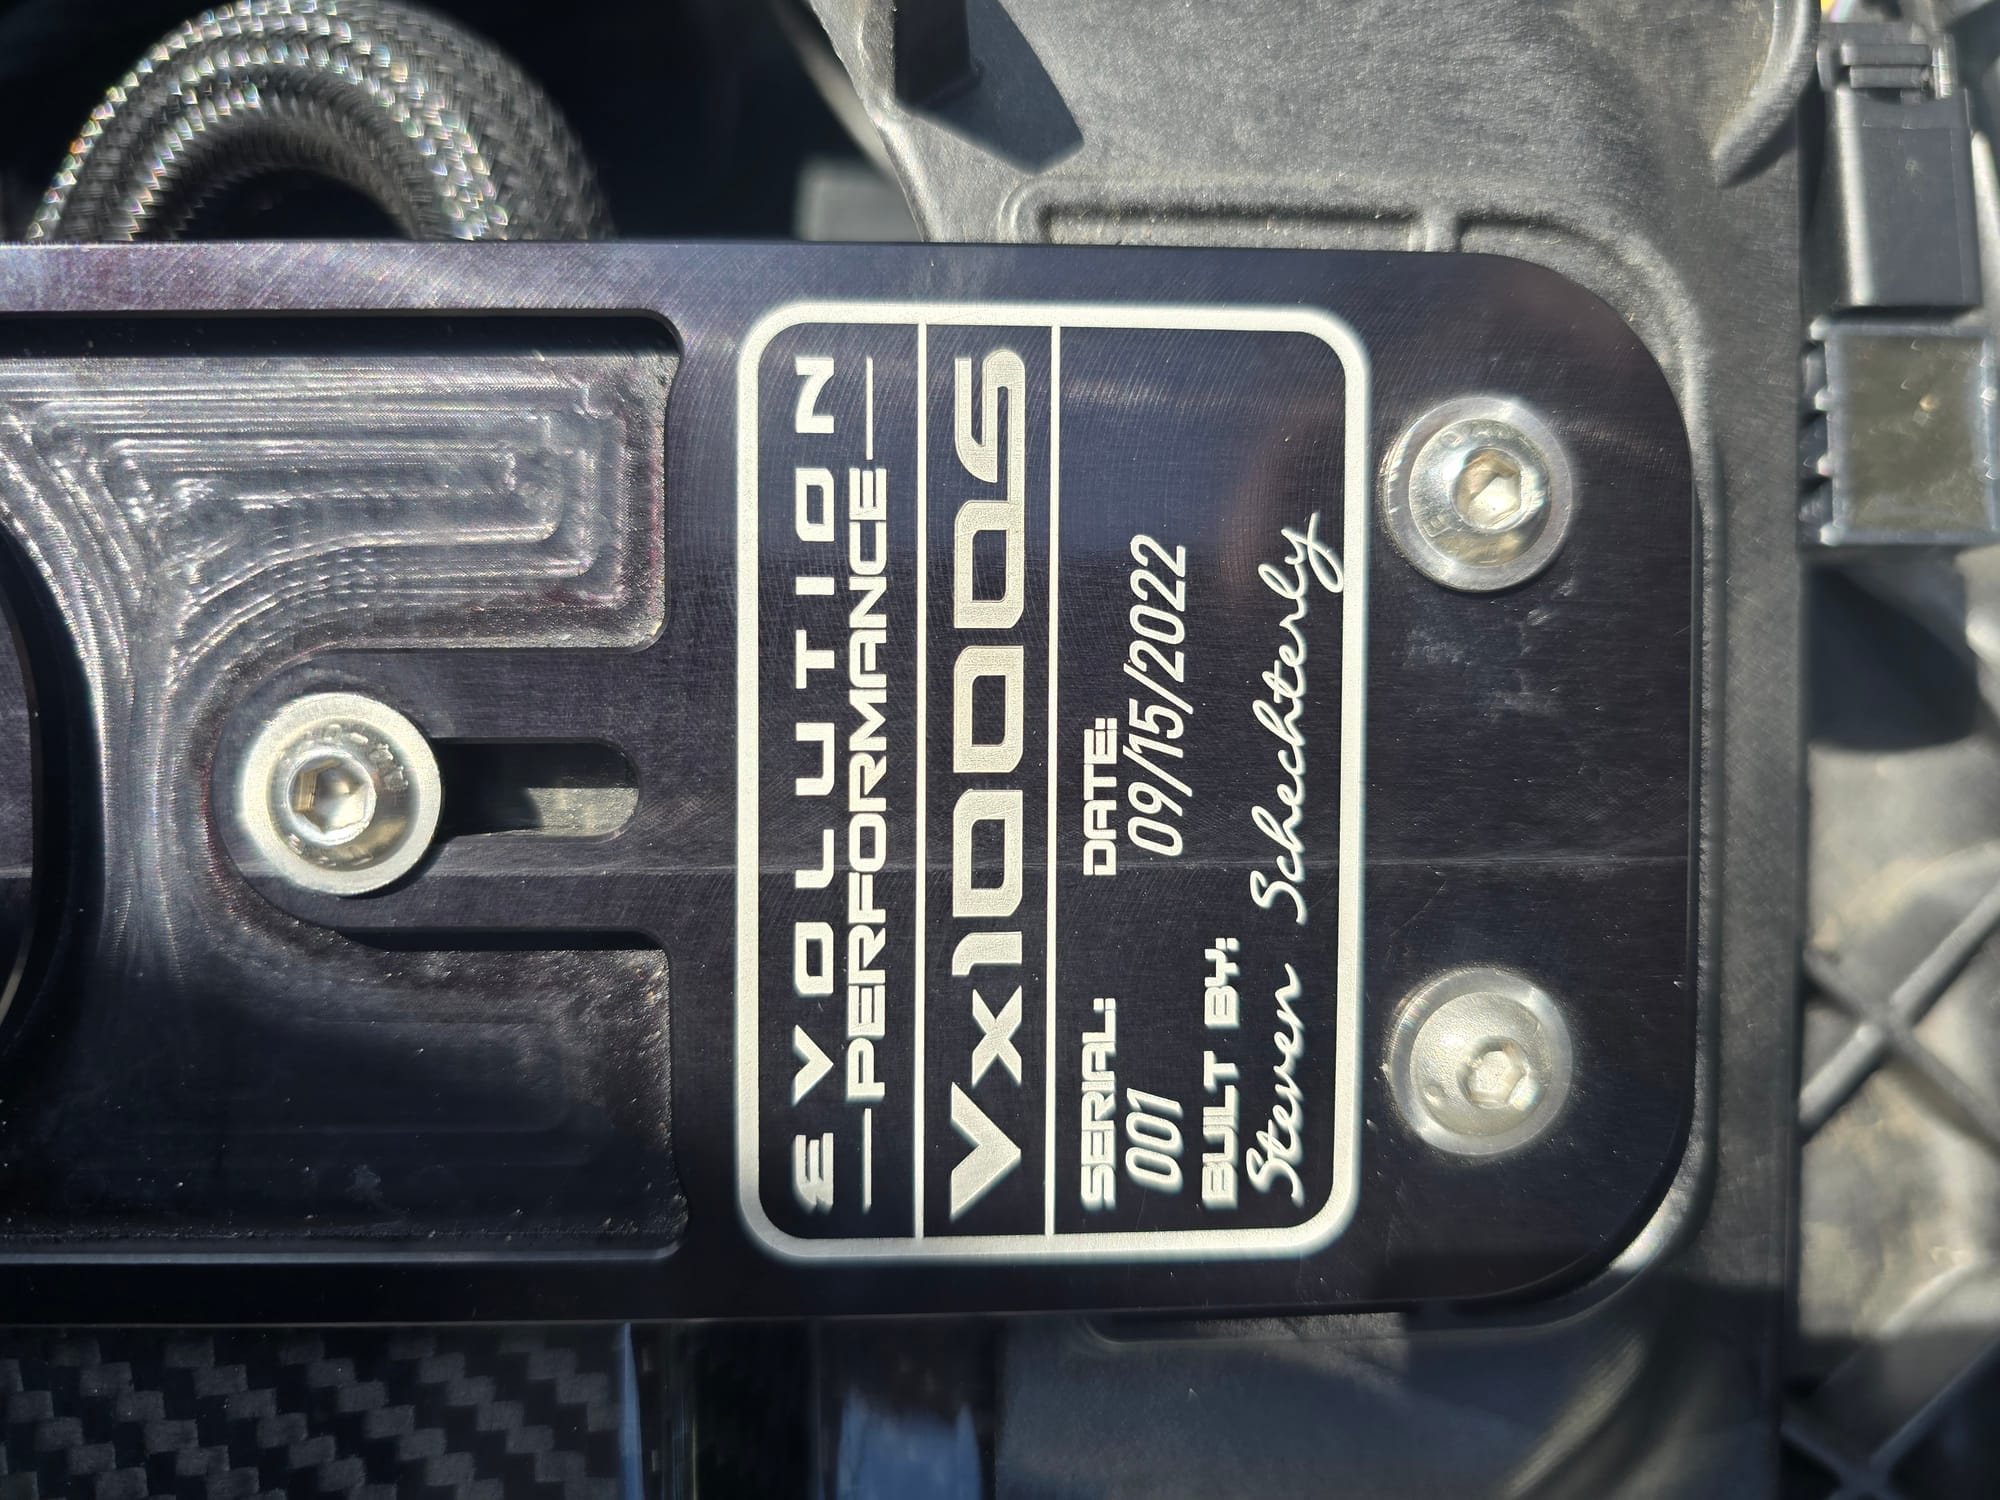 EVOLUTION
PERFORMANCE
Vx1000S
SERIAL: DATE:
001 09/15/2022
BUILT BY:
Steven Schechterly